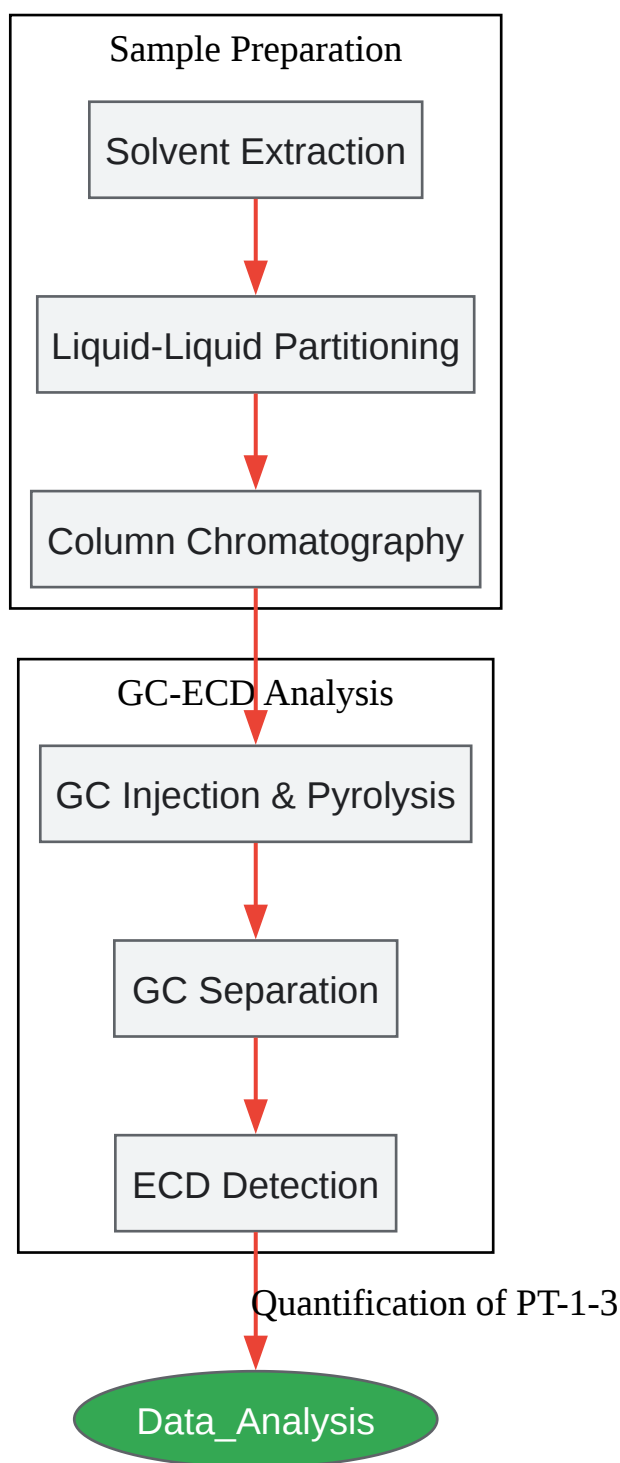 Sample Preparation
Solvent Extraction
Liquid-Liquid Partitioning
Column Chromatography
GC-ECD Analysis
GC Injection & Pyrolysis
GC Separation
ECD Detection
Quantification of PT-1-3
Data_Analysis